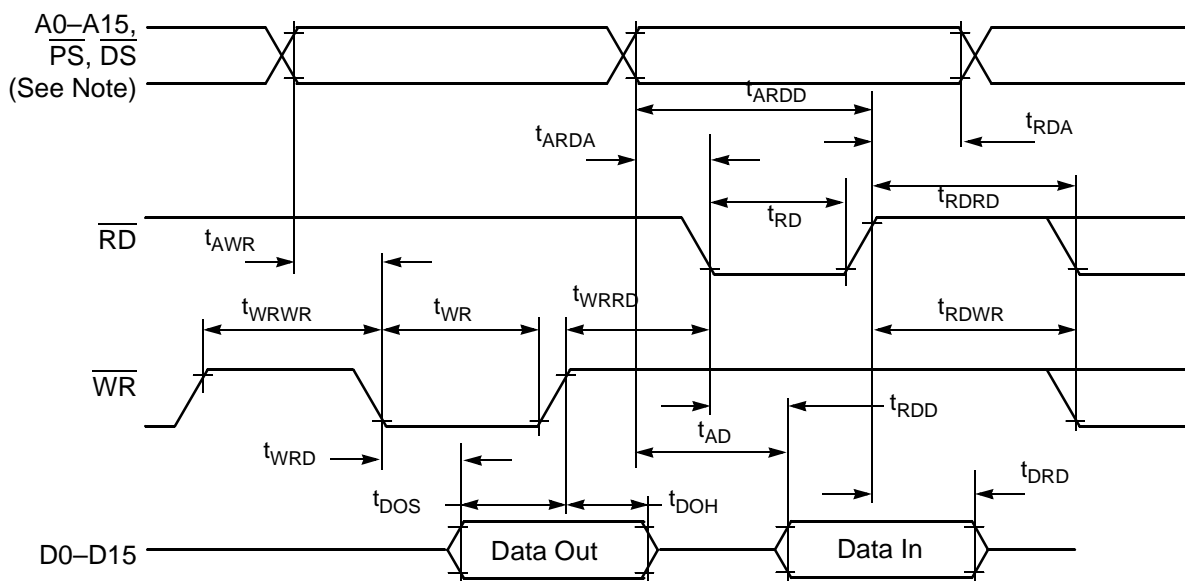 A0–A15,
PS, DS
(See Note)
tARDD
tARDA
tRDA
tRDRD
tRD
RD
tAWR
tWRWR
tWR
tWRRD
tRDWR
WR
tRDD
tAD
tWRD
tDRD
tDOS
tDOH
D0–D15
Data Out
Data In